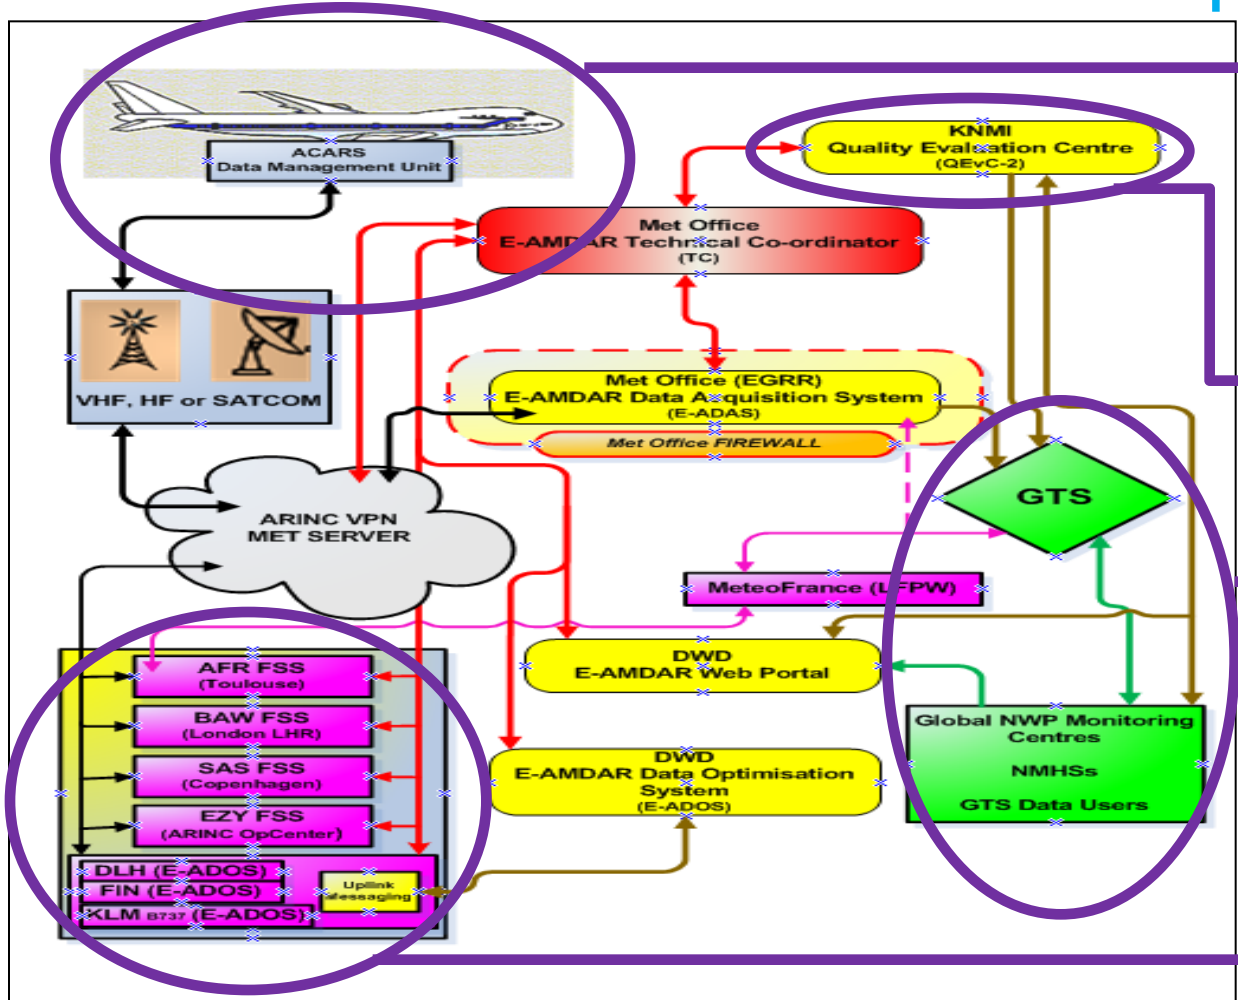 ACARS
Data Management Unit
KNMI
Quality Evaluation Centre
(QEvC-2)
Met Office
E-AMDAR Technical Co-ordinator
(TC)
VHF, HF or SATCOM
Met Office (EGRR)
E-AMDAR Data Acquisition System
(E-ADAS)
Met Office FIREWALL
GTS
ARINC VPN
MET SERVER
MeteoFrance (LFPW)
DWD
E-AMDAR Web Portal
AFR FSS
(Toulouse)
BAW FSS
(London LHR)
SAS FSS
(Copenhagen)
EZY FSS
(ARINC OpCenter)
DLH (E-ADOS)
FIN (E-ADOS)
KLM B737 (E-ADOS)
Uplink
Messaging
DWD
E-AMDAR Data Optimisation
System
(E-ADOS)
Global NWP Monitoring
Centres
NMHSs
GTS Data Users